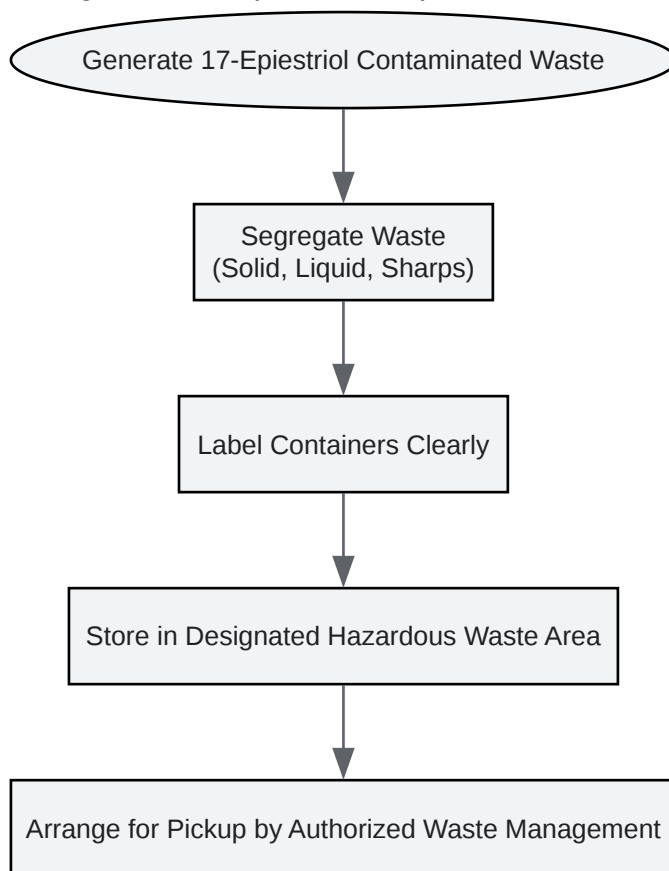 Generate 17-Epiestriol Contaminated Waste
Segregate Waste
(Solid, Liquid, Sharps)
Label Containers Clearly
Store in Designated Hazardous Waste Area
Arrange for Pickup by Authorized Waste Management